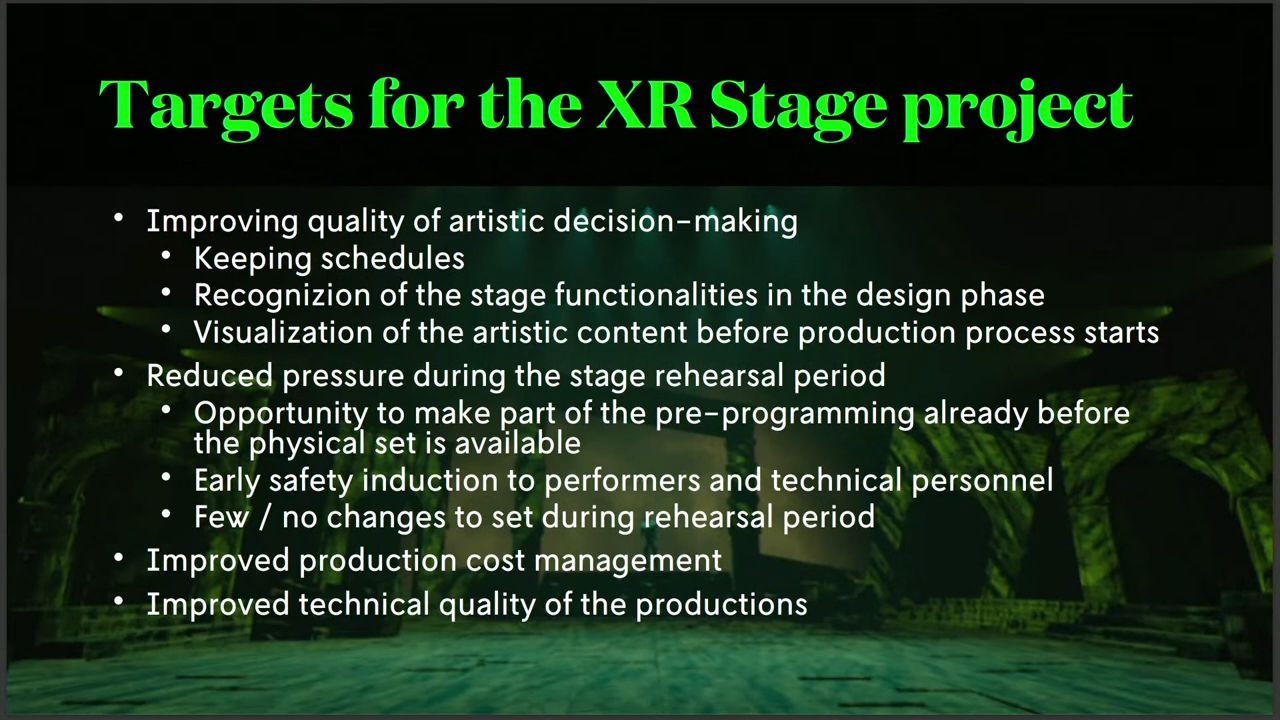 Targets for the XR Stage project
• Improving quality of artistic decision-making
• Keeping schedules
• Recognizion of the stage functionalities in the design phase
• Visualization of the artistic content before production process starts
• Reduced pressure during the stage rehearsal period
• Opportunity to make part of the pre-programming already before
the physical set is available
• Early safety induction to performers and technical personnel
• Few / no changes to set during rehearsal period
• Improved production cost management
• Improved technical quality of the productions